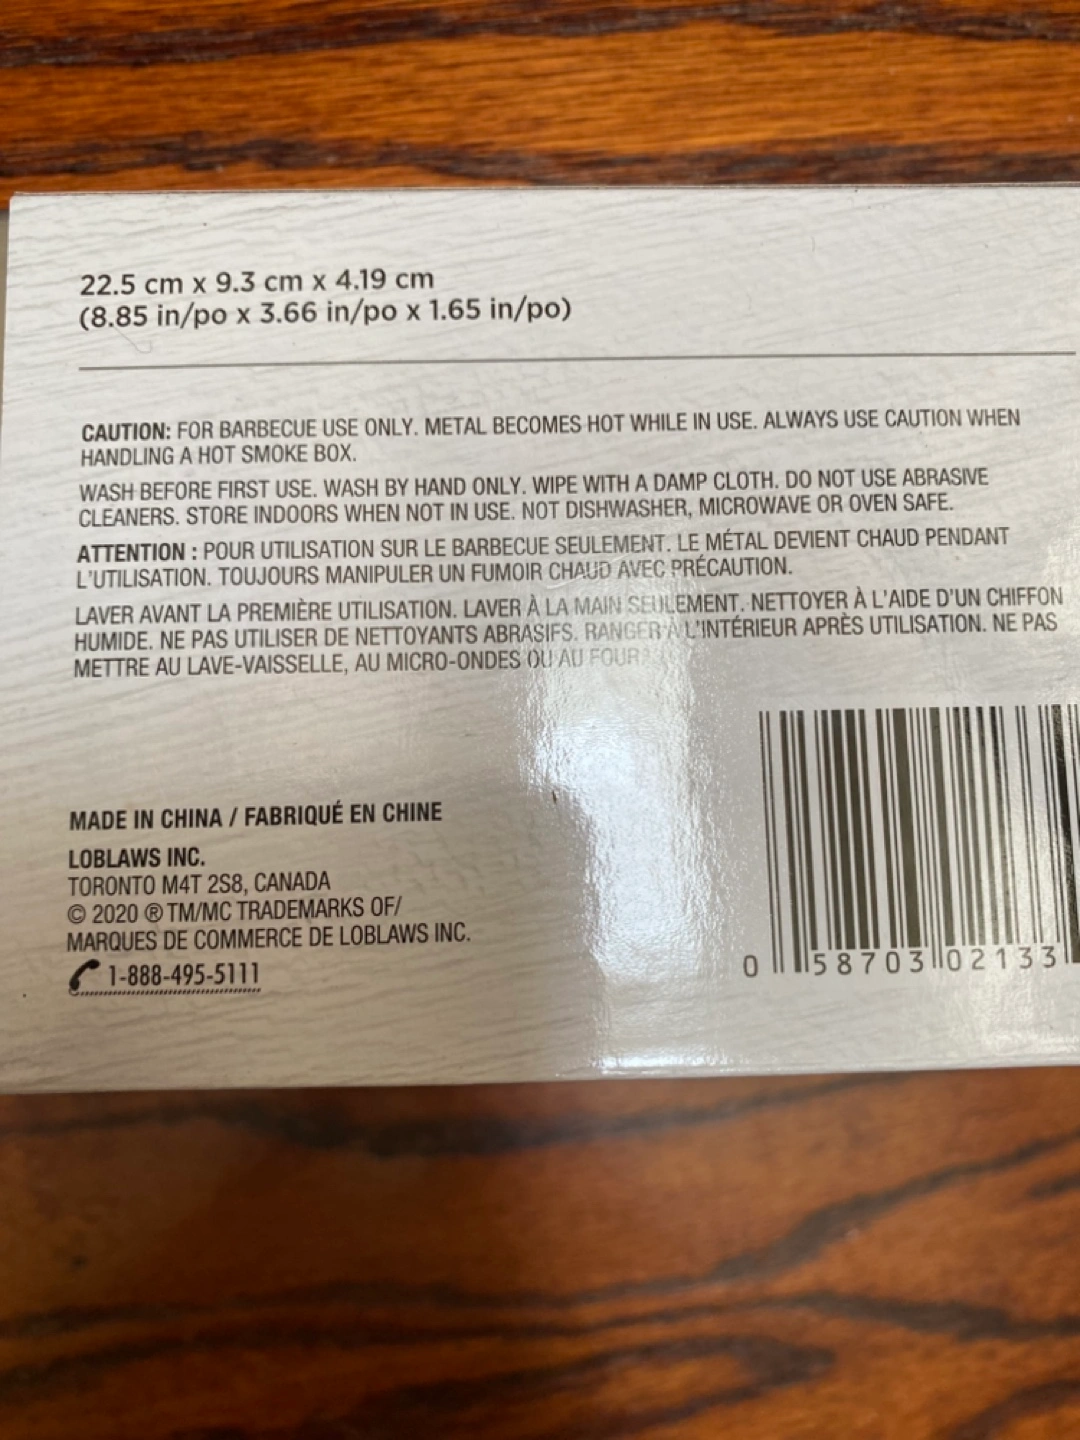 22.5 cm x 9.3 cm x 4.19 cm
(8.85 in/po x 3.66 in/po x 1.65 in/po)
CAUTION: FOR BARBECUE USE ONLY. METAL BECOMES HOT WHILE IN USE. ALWAYS USE CAUTION WHEN
HANDLING A HOT SMOKE BOX.
WASH BEFORE FIRST USE. WASH BY HAND ONLY. WIPE WITH A DAMP CLOTH. DO NOT USE ABRASIVE
CLEANERS. STORE INDOORS WHEN NOT IN USE. NOT DISHWASHER, MICROWAVE OR OVEN SAFE.
ATTENTION : POUR UTILISATION SUR LE BARBECUE SEULEMENT. LE MÉTAL DEVIENT CHAUD PENDANT
L'UTILISATION. TOUJOURS MANIPULER UN FUMOIR CHAUD AVEC PRÉCAUTION.
LAVER AVANT LA PREMIÈRE UTILISATION. LAVER À LA MAIN SEULEMENT. NETTOYER À L'AIDE D'UN CHIFFON
HUMIDE. NE PAS UTILISER DE NETTOYANTS ABRASIFS. RANGER À L'INTÉRIEUR APRÈS UTILISATION. NE PAS
METTRE AU LAVE-VAISSELLE, AU MICRO-ONDES OU AU FOUR.
MADE IN CHINA / FABRIQUÉ EN CHINE
LOBLAWS INC.
TORONTO M4T 2S8, CANADA
© 2020 ® TM/MC TRADEMARKS OF/
MARQUES DE COMMERCE DE LOBLAWS INC.
1-888-495-5111
0 58703 02133